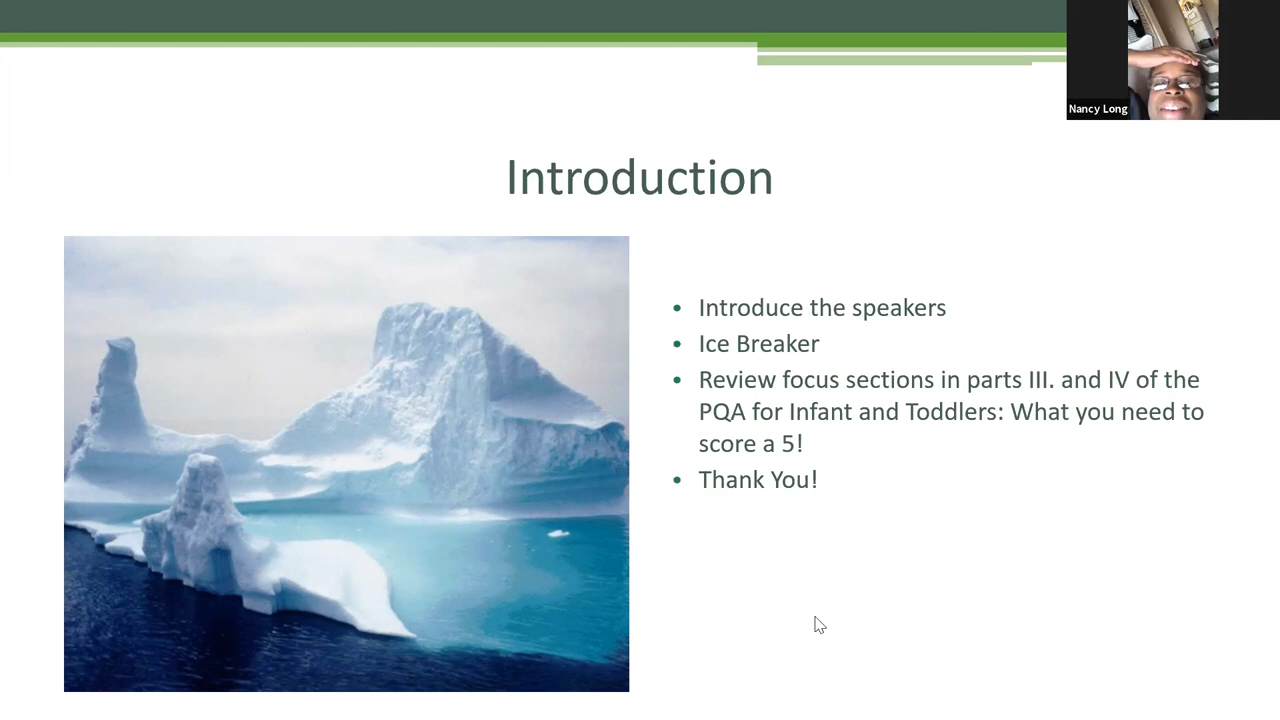 Nancy Long
Introduction
• Introduce the speakers
• Ice Breaker
• Review focus sections in parts III. and IV of the
PQA for Infant and Toddlers: What you need to
score a 5!
• Thank You!